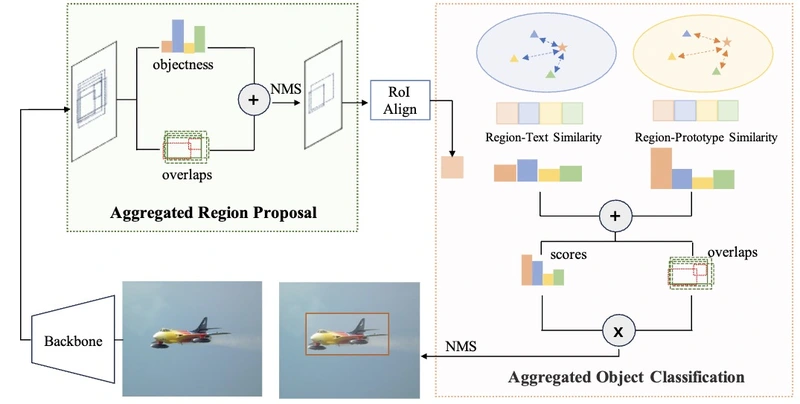 objectness
+
NMS
overlaps
Aggregated Region Proposal
RoI
Align
Region-Text Similarity
Region-Prototype Similarity
+
scores
overlaps
x
NMS
Aggregated Object Classification
Backbone